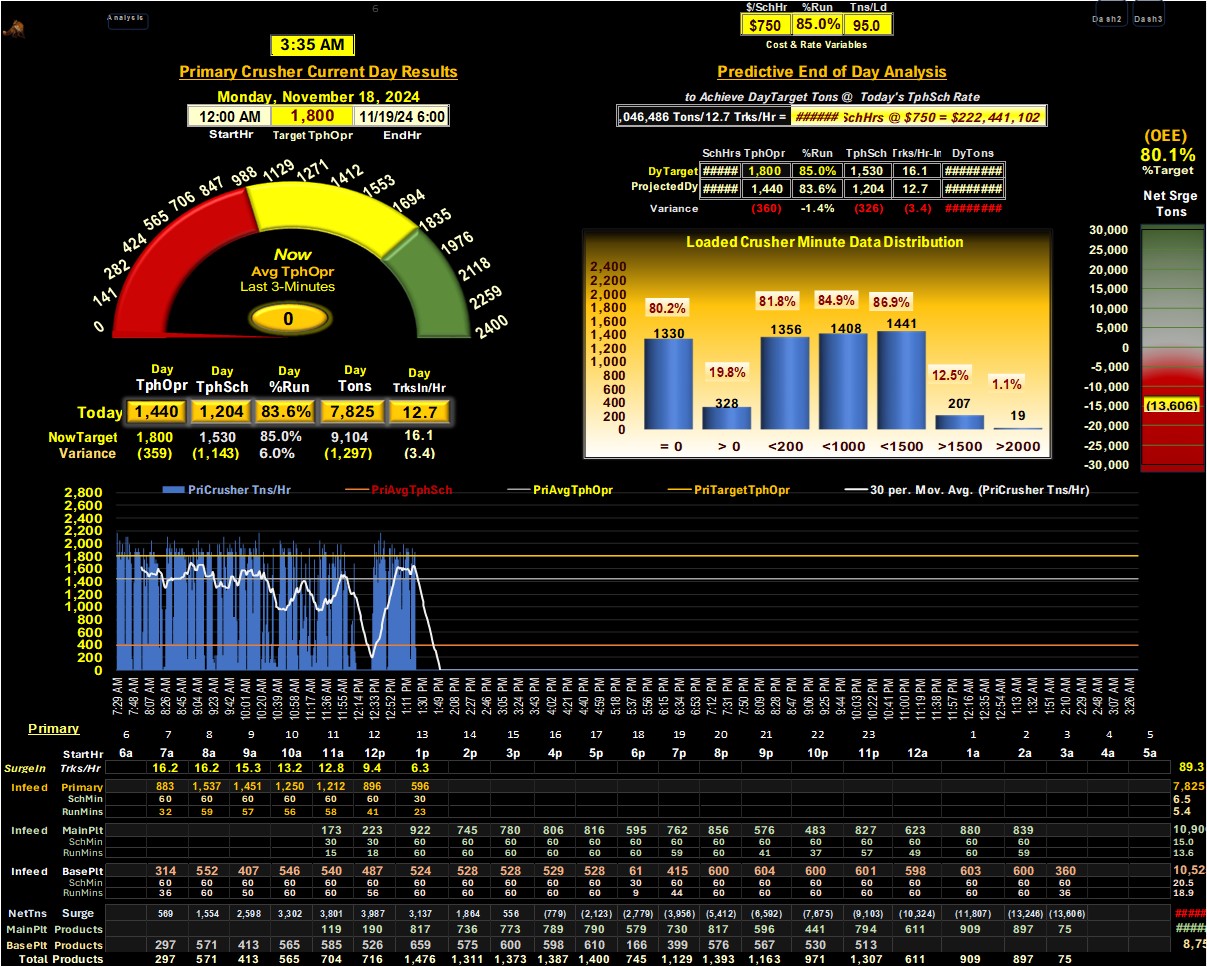 6
Analysis
$/SchHr %Run Tns/Ld
$750 85.0% 95.0
Cost & Rate Variables
Dash2 Dash3
3:35 AM
Primary Crusher Current Day Results
Monday, November 18, 2024
12:00 AM 1,800 11/19/24 6:00
StartHr Target TphOpr EndHr
Predictive End of Day Analysis
to Achieve DayTarget Tons @ Today's TphSch Rate
,046,486 Tons/12.7 Trks/Hr = ###### SchHrs @ $750 = $222,441,102
SchHrs TphOpr %Run TphSch Trks/Hr-In DyTons
DyTarget ##### 1,800 85.0% 1,530 16.1 ########
ProjectedDy ##### 1,440 83.6% 1,204 12.7 ########
Variance (360) -1.4% (326) (3.4) ########
(OEE)
80.1%
%Target
Net Srge
Tons
30,000
25,000
20,000
15,000
10,000
5,000
0
-5,000
-10,000
-15,000
-20,000
-25,000
-30,000
(13,606)
0 141 282 424 565 706 847 988 1129 1271 1412 1553 1694 1835 1976 2118 2259 2400
Now
Avg TphOpr
Last 3-Minutes
0
Day Day Day Day Day
TphOpr TphSch %Run Tons TrksIn/Hr
Today 1,440 1,204 83.6% 7,825 12.7
NowTarget 1,800 1,530 85.0% 9,104 16.1
Variance (359) (1,143) 6.0% (1,297) (3.4)
Loaded Crusher Minute Data Distribution
2,400
2,200
2,000
1,800
1,600
1,400
1,200
1,000
800
600
400
200
0
80.2% 19.8% 81.8% 84.9% 86.9% 12.5% 1.1%
1330 328 1356 1408 1441 207 19
= 0 > 0 <200 <1000 <1500 >1500 >2000
PriCrusher Tns/Hr PriAvgTphSch PriAvgTphOpr PriTargetTphOpr 30 per. Mov. Avg. (PriCrusher Tns/Hr)
2,800
2,600
2,400
2,200
2,000
1,800
1,600
1,400
1,200
1,000
800
600
400
200
0
7:29 AM 7:48 AM 8:07 AM 8:26 AM 8:45 AM 9:04 AM 9:23 AM 9:42 AM 10:01 AM 10:20 AM 10:39 AM 10:58 AM 11:17 AM 11:36 AM 11:55 AM 12:14 PM 12:33 PM 12:52 PM 1:11 PM 1:30 PM 1:49 PM 2:08 PM 2:27 PM 2:46 PM 3:05 PM 3:24 PM 3:43 PM 4:02 PM 4:21 PM 4:40 PM 4:59 PM 5:18 PM 5:37 PM 5:56 PM 6:15 PM 6:34 PM 6:53 PM 7:12 PM 7:31 PM 7:50 PM 8:09 PM 8:28 PM 8:47 PM 9:06 PM 9:25 PM 9:44 PM 10:03 PM 10:22 PM 10:41 PM 11:00 PM 11:19 PM 11:38 PM 11:57 PM 12:16 AM 12:35 AM 12:54 AM 1:13 AM 1:32 AM 1:51 AM 2:10 AM 2:29 AM 2:48 AM 3:07 AM 3:26 AM
Primary
6 7 8 9 10 11 12 13 14 15 16 17 18 19 20 21 22 23 1 2 3 4 5
StartHr 6a 7a 8a 9a 10a 11a 12p 1p 2p 3p 4p 5p 6p 7p 8p 9p 10p 11p 12a 1a 2a 3a 4a 5a
SurgeIn Trks/Hr 16.2 16.2 15.3 13.2 12.8 9.4 6.3 89.3
Infeed Primary 883 1,537 1,451 1,250 1,212 896 596 7,825
SchMin 60 60 60 60 60 60 30 6.5
RunMins 32 59 57 56 58 41 23 5.4
Infeed MainPlt 173 223 922 745 780 806 816 595 762 856 576 483 827 623 880 839 10,90
SchMin 30 30 60 60 60 60 60 60 60 60 60 60 60 60 60 60 15.0
RunMins 15 18 60 60 60 60 60 60 59 60 41 37 57 49 60 59 13.6
Infeed BasePlt 314 552 407 546 540 487 524 528 528 529 528 61 415 600 604 600 601 598 603 600 360 10,52
SchMin 60 60 60 60 60 60 60 60 60 60 60 30 60 60 60 60 60 60 60 60 36 20.5
RunMins 36 60 50 60 60 56 60 60 60 60 60 9 44 60 60 60 60 60 60 60 36 18.9
NetTns Surge 569 1,554 2,598 3,302 3,801 3,987 3,137 1,864 556 (779) (2,123) (2,779) (3,956) (5,412) (6,592) (7,675) (9,103) (10,324) (11,807) (13,246) (13,606) #####
MainPlt Products 119 190 817 736 773 789 790 579 730 817 596 441 794 611 909 897 75 #####
BasePlt Products 297 571 413 565 585 526 659 575 600 598 610 166 399 576 567 530 513 8,75
Total Products 297 571 413 565 704 716 1,476 1,311 1,373 1,387 1,400 745 1,129 1,393 1,163 971 1,307 611 909 897 75